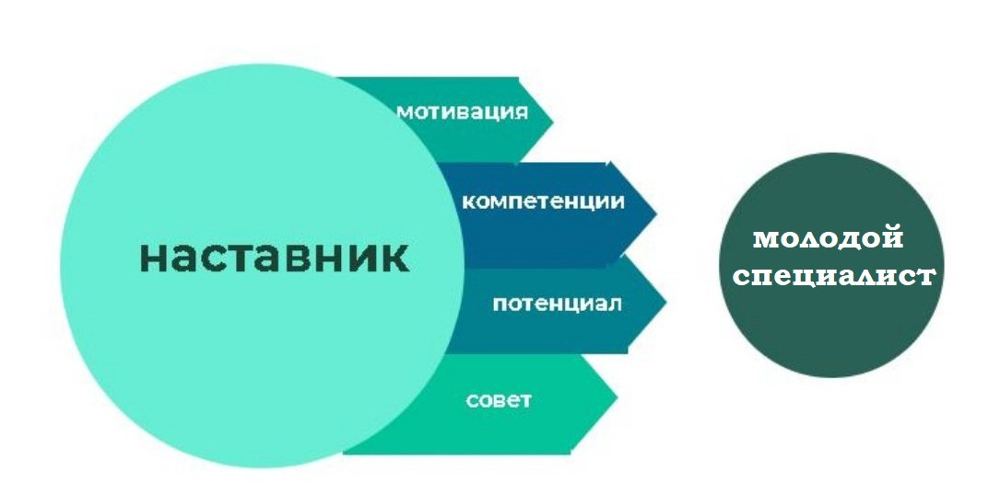 мотивация
компетенции
наставник
потенциал
совет
молодой
специалист